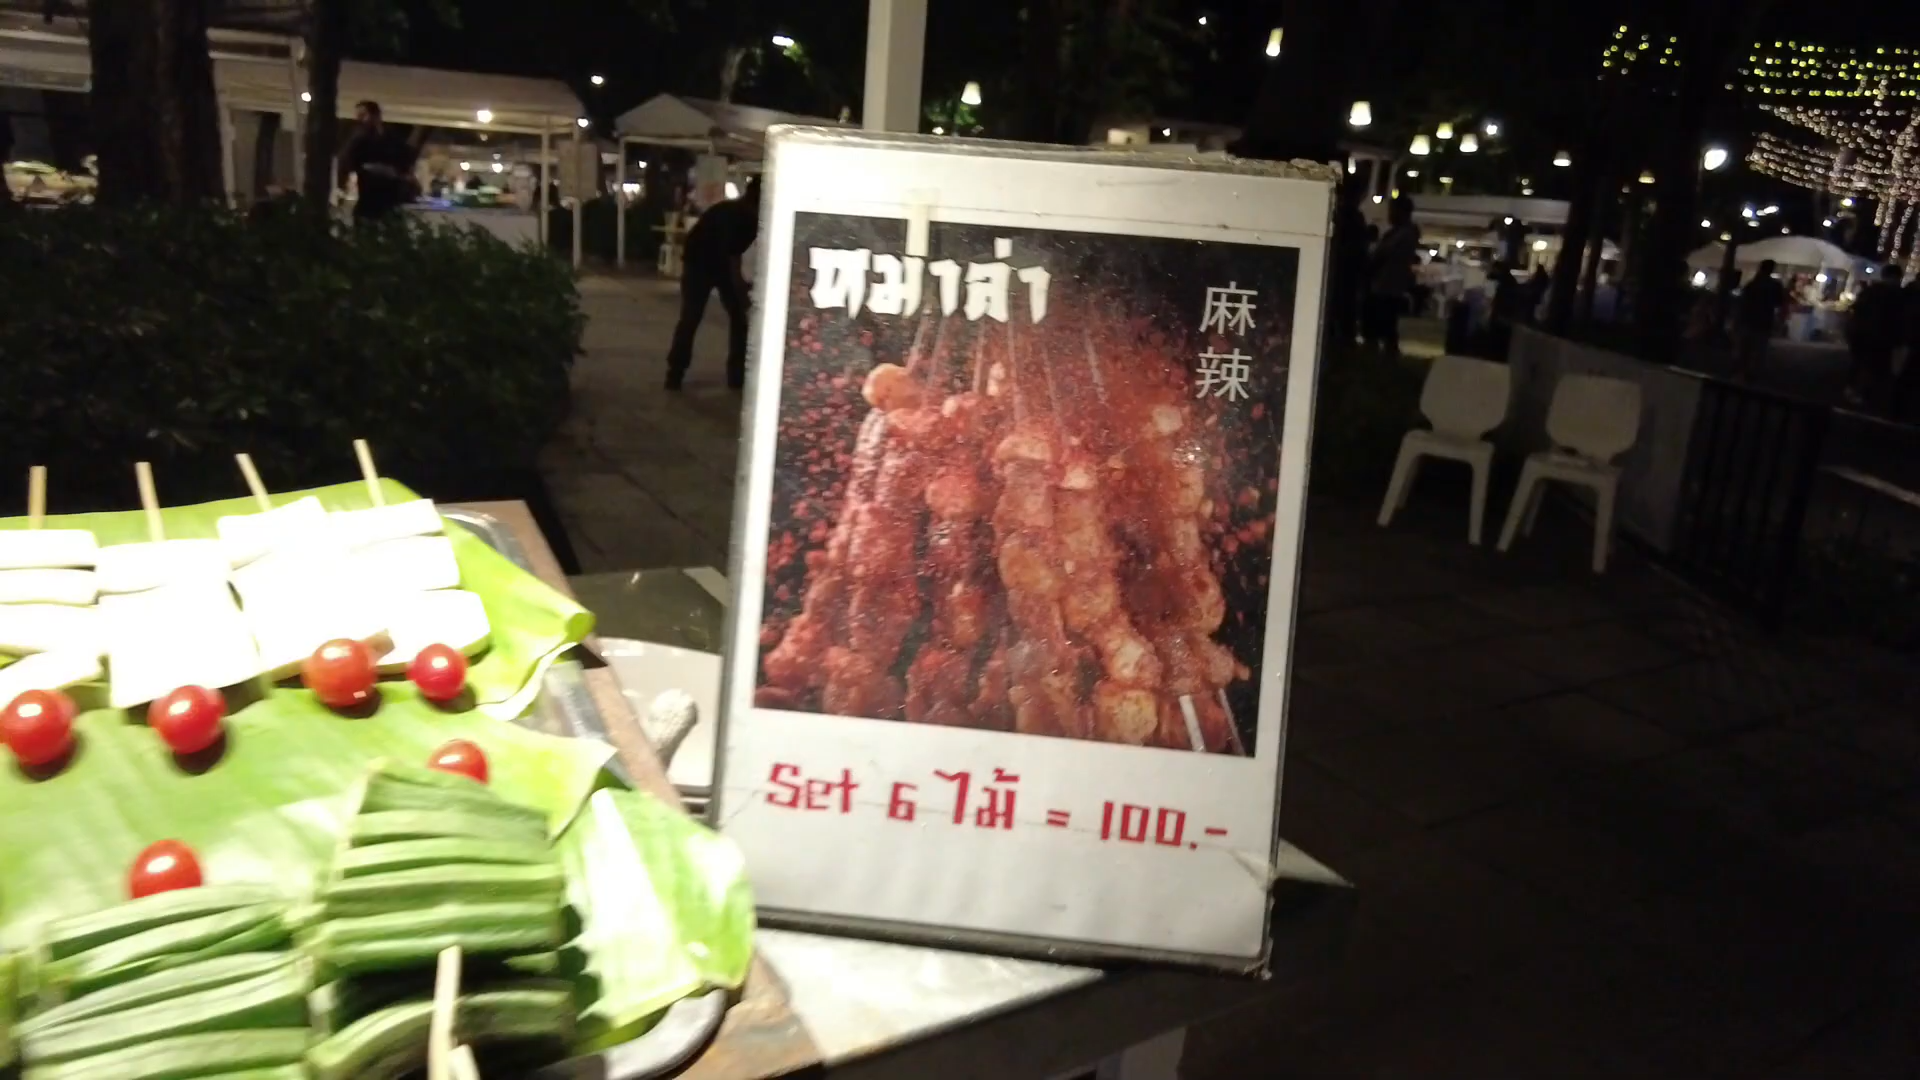 หม่าล่า
麻
辣
Set 6 ไม้ = 100.-